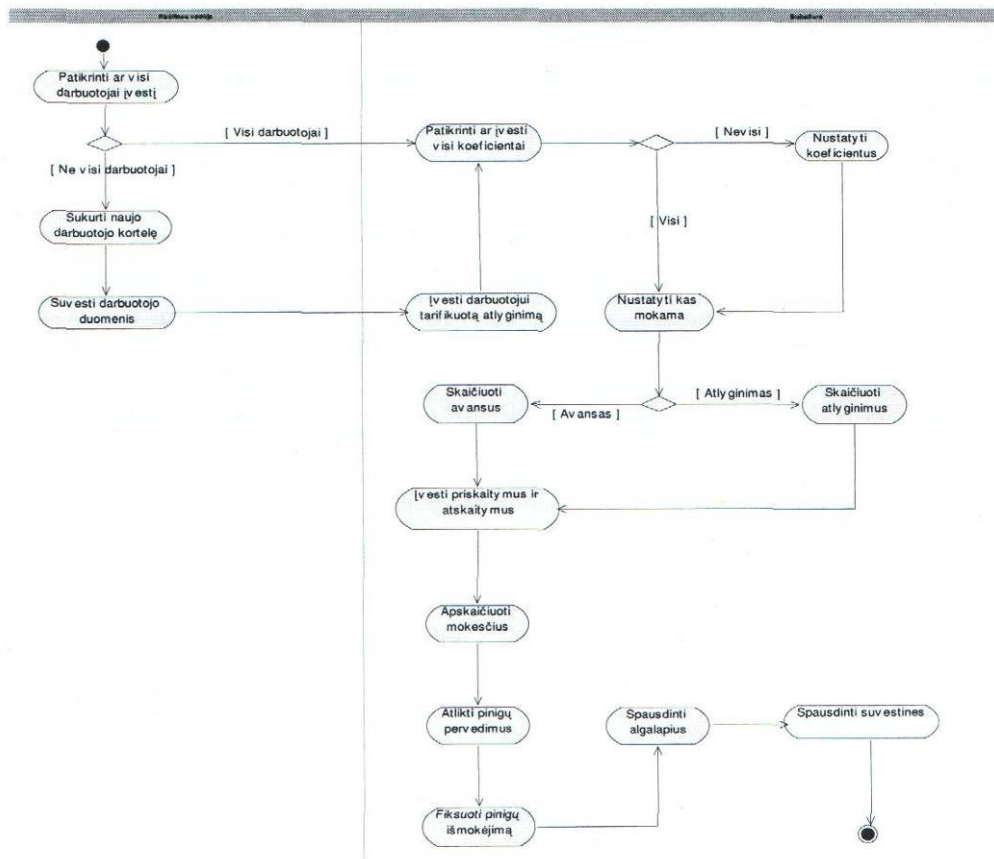 Patikrinti ar visi
darbuotojai įvestį
[ Visi darbuotojai ]
[ Ne visi darbuotojai ]
Sukurti naujo
darbuotojo kortelę
Suvesti darbuotojo
duomenis
Patikrinti ar įvesti
visi koeficientai
[ Nevisi ]
Nustatyti
koeficientus
[ Visi ]
Įvesti darbuotojui
tarifikuotą atlyginimą
Nustatyti kas
mokama
Skaičiuoti
avansus
[ Avansas ]
[ Atlyginimas ]
Skaičiuoti
atlyginimus
Įvesti priskaitymus ir
atskaitymus
Apskaičiuoti
mokesčius
Atlikti pinigų
pervedimus
Fiksuoti pinigų
išmokėjimą
Spausdinti
algalapius
Spausdinti suvestines